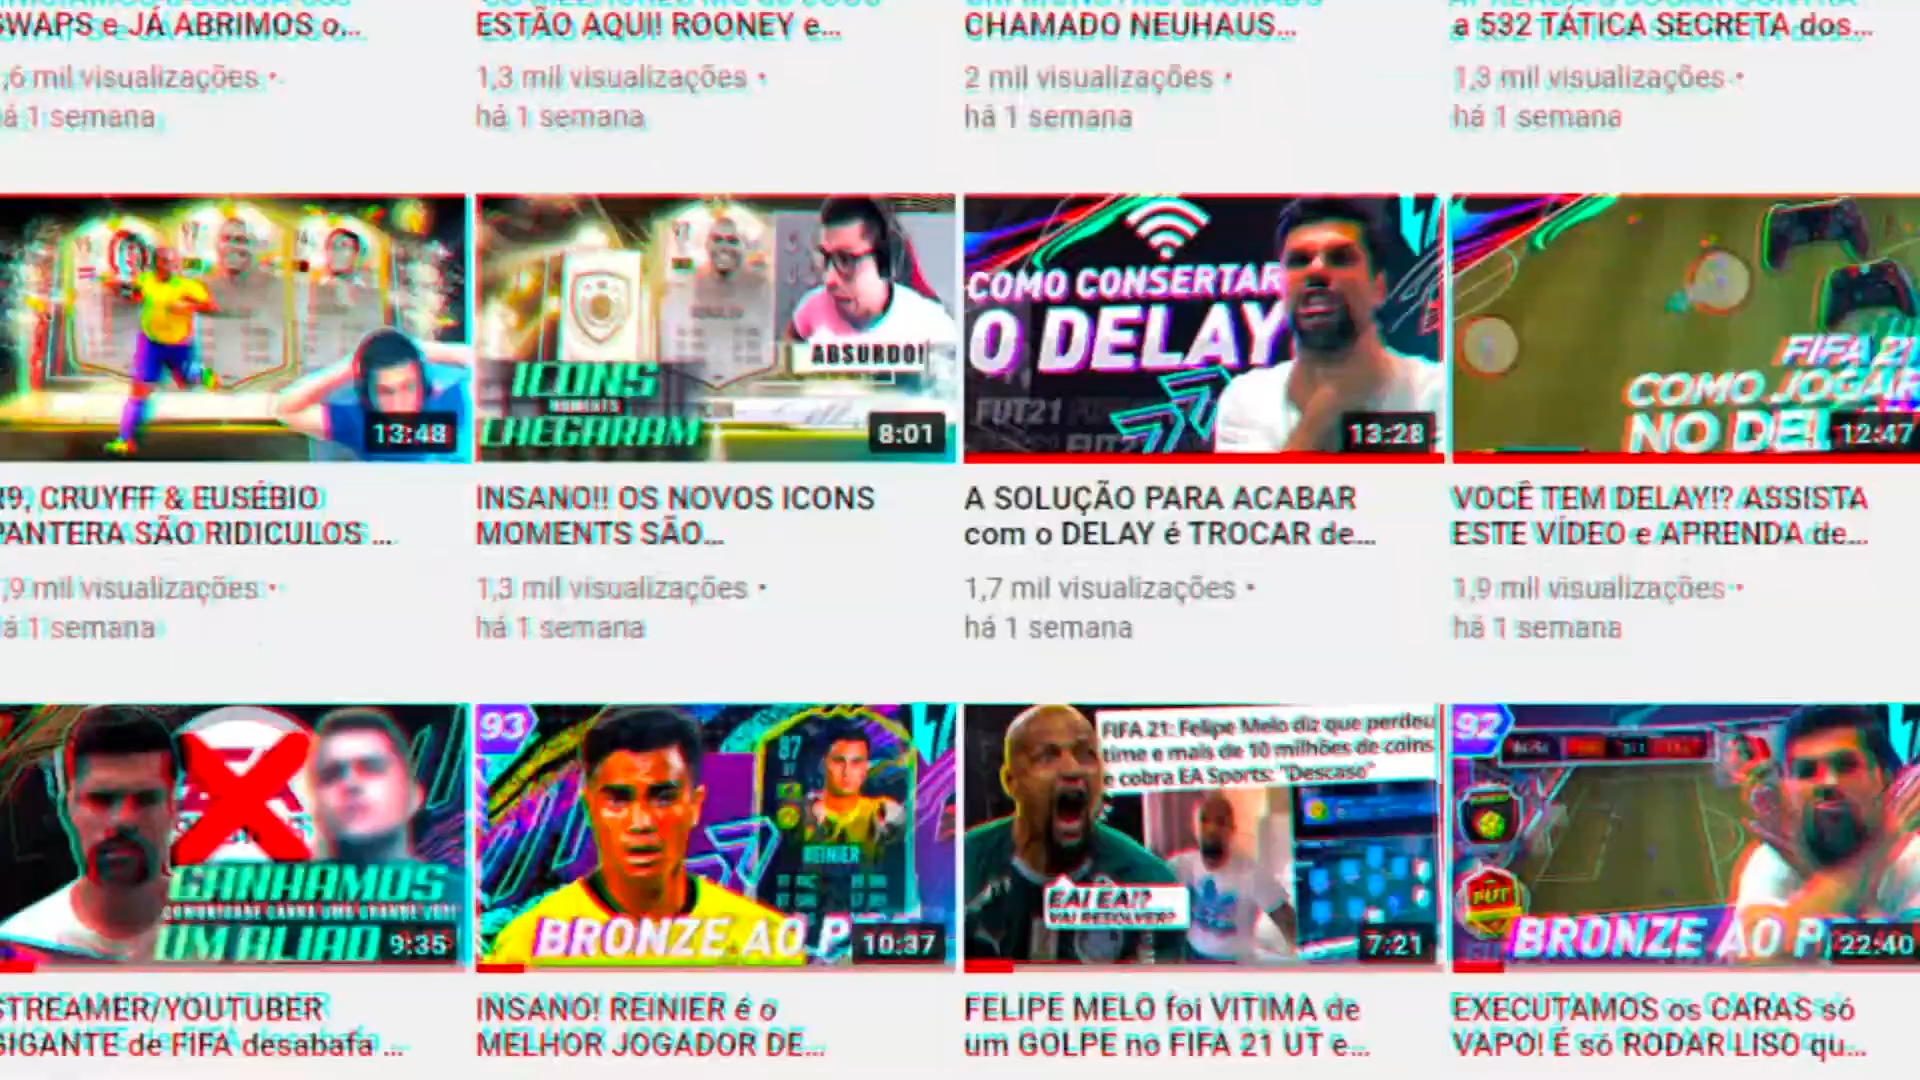 SWAPS e JÁ ABRIMOS o...
,6 mil visualizações •
há 1 semana
ESTÃO AQUI! ROONEY e...
1,3 mil visualizações •
há 1 semana
CHAMADO NEUHAUS...
2 mil visualizações •
há 1 semana
a 532 TÁTICA SECRETA dos...
1,3 mil visualizações •
há 1 semana
13:48
ICONS
MOMENTS
CHEGARAM
ABSURDO!
8:01
COMO CONSERTAR
O DELAY
FUT21
13:28
FIFA 21
COMO JOGAR
NO DEL
12:47
R9, CRUYFF & EUSÉBIO
PANTERA SÃO RIDICULOS ...
,9 mil visualizações •
há 1 semana
INSANO!! OS NOVOS ICONS
MOMENTS SÃO...
1,3 mil visualizações •
há 1 semana
A SOLUÇÃO PARA ACABAR
com o DELAY é TROCAR de...
1,7 mil visualizações •
há 1 semana
VOCÊ TEM DELAY!? ASSISTA
ESTE VÍDEO e APRENDA de...
1,9 mil visualizações •
há 1 semana
GANHAMOS
UM ALIAD
9:35
93
87
REINIER
BRONZE AO P
10:37
FIFA 21: Felipe Melo diz que perdeu
time e mais de 10 milhões de coins
e cobra EA Sports: "Descaso"
EAI EA!?
VAI RESOLVER?
7:21
92
FUT
BRONZE AO P
22:40
STREAMER/YOUTUBER
GIGANTE de FIFA desabafa ...
INSANO! REINIER é o
MELHOR JOGADOR DE...
FELIPE MELO foi VITIMA de
um GOLPE no FIFA 21 UT e...
EXECUTAMOS os CARAS só
VAPO! É só RODAR LISO qu...